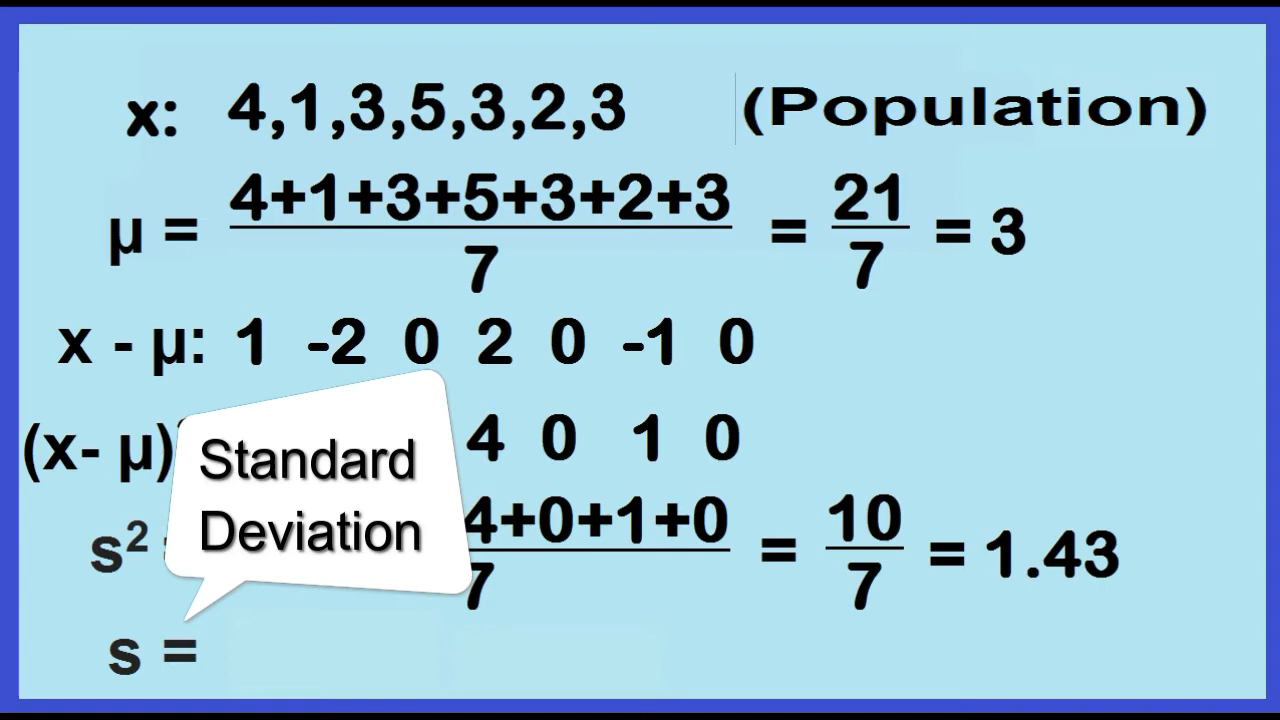 x: 4,1,3,5,3,2,3 (Population)
μ = 4+1+3+5+3+2+3 / 7 = 21 / 7 = 3
x - μ: 1 -2 0 2 0 -1 0
(x- μ) 4 0 1 0
Standard
Deviation
s² 4+0+1+0 / 7 = 10 / 7 = 1.43
s =